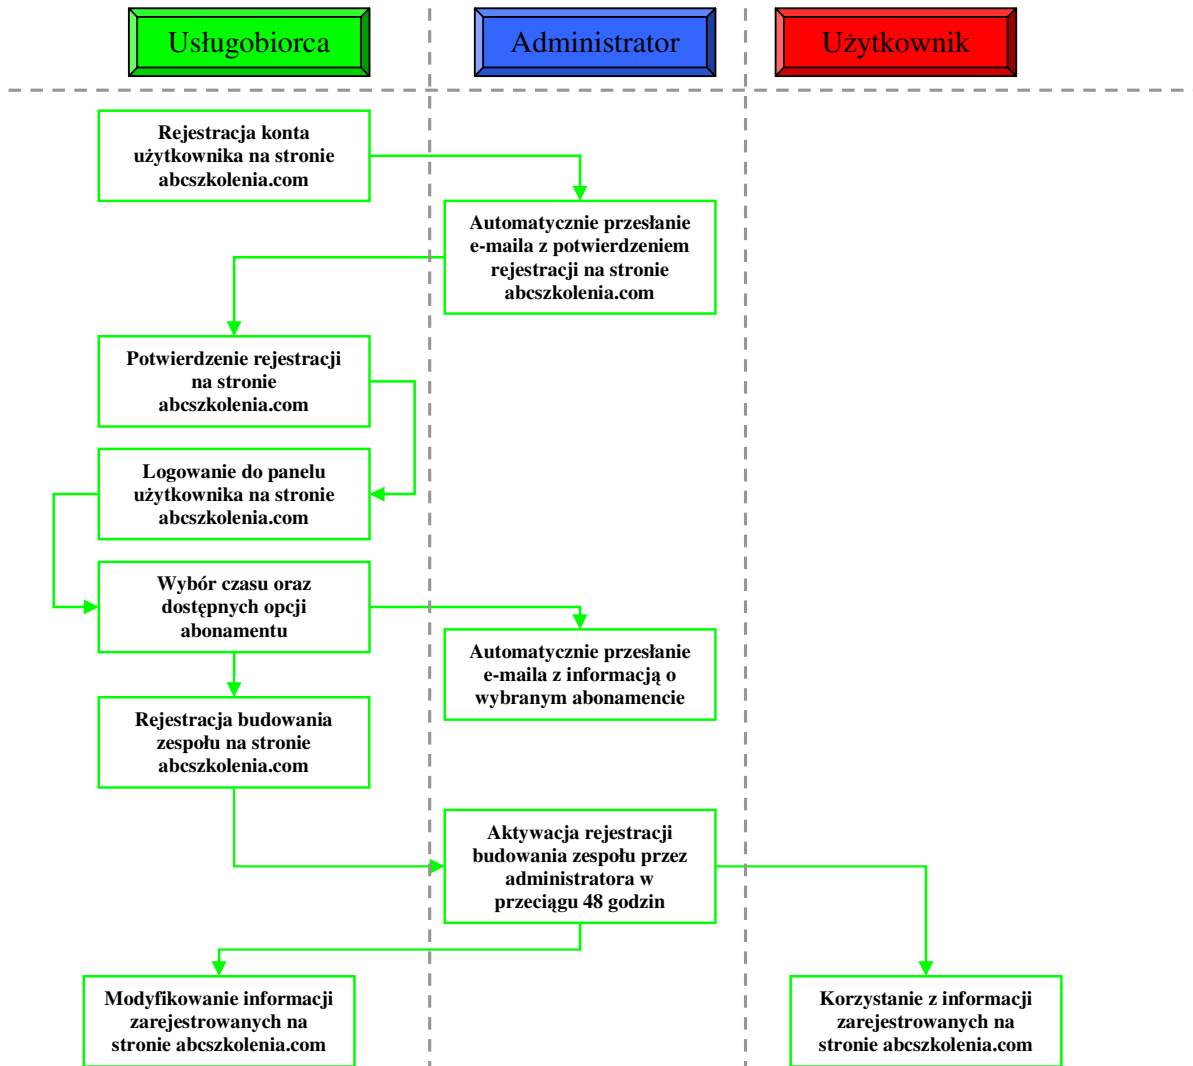 Usługobiorca
Administrator
Użytkownik
Rejestracja konta
użytkownika na stronie
abcszkolenia.com
Automatycznie przesłanie
e-maila z potwierdzeniem
rejestracji na stronie
abcszkolenia.com
Potwierdzenie rejestracji
na stronie
abcszkolenia.com
Logowanie do panelu
użytkownika na stronie
abcszkolenia.com
Wybór czasu oraz
dostępnych opcji
abonamentu
Automatycznie przesłanie
e-maila z informacją o
wybranym abonamencie
Rejestracja budowania
zespołu na stronie
abcszkolenia.com
Aktywacja rejestracji
budowania zespołu przez
administratora w
przeciągu 48 godzin
Modyfikowanie informacji
zarejestrowanych na
stronie abcszkolenia.com
Korzystanie z informacji
zarejestrowanych na
stronie abcszkolenia.com